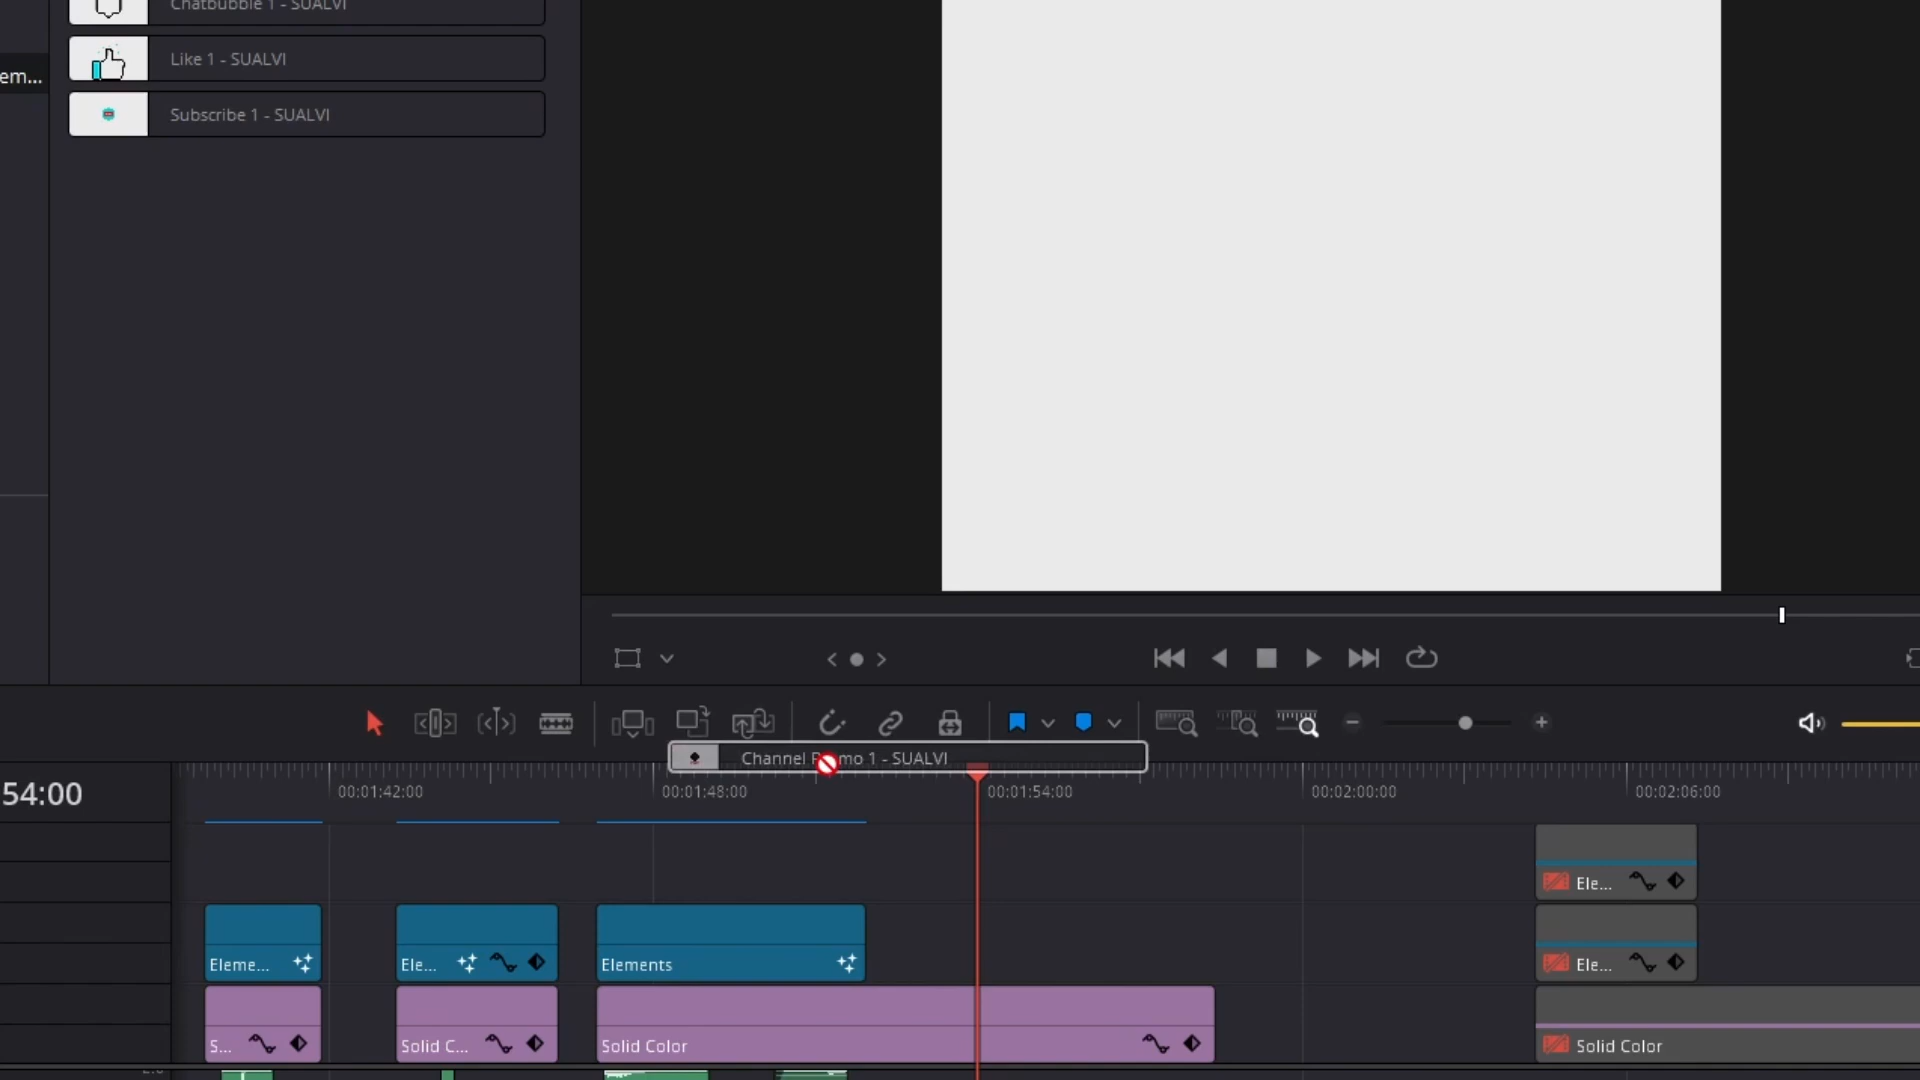 Chatbubble 1 - SUALVI
Like 1 - SUALVI
em...
Subscribe 1 - SUALVI
Channel mo 1 - SUALVI
54:00
00:01:42:00
00:01:48:00
00:01:54:00
00:02:00:00
00:02:06:00
Ele...
Eleme...
Ele...
Elements
Ele...
S...
Solid C...
Solid Color
Solid Color